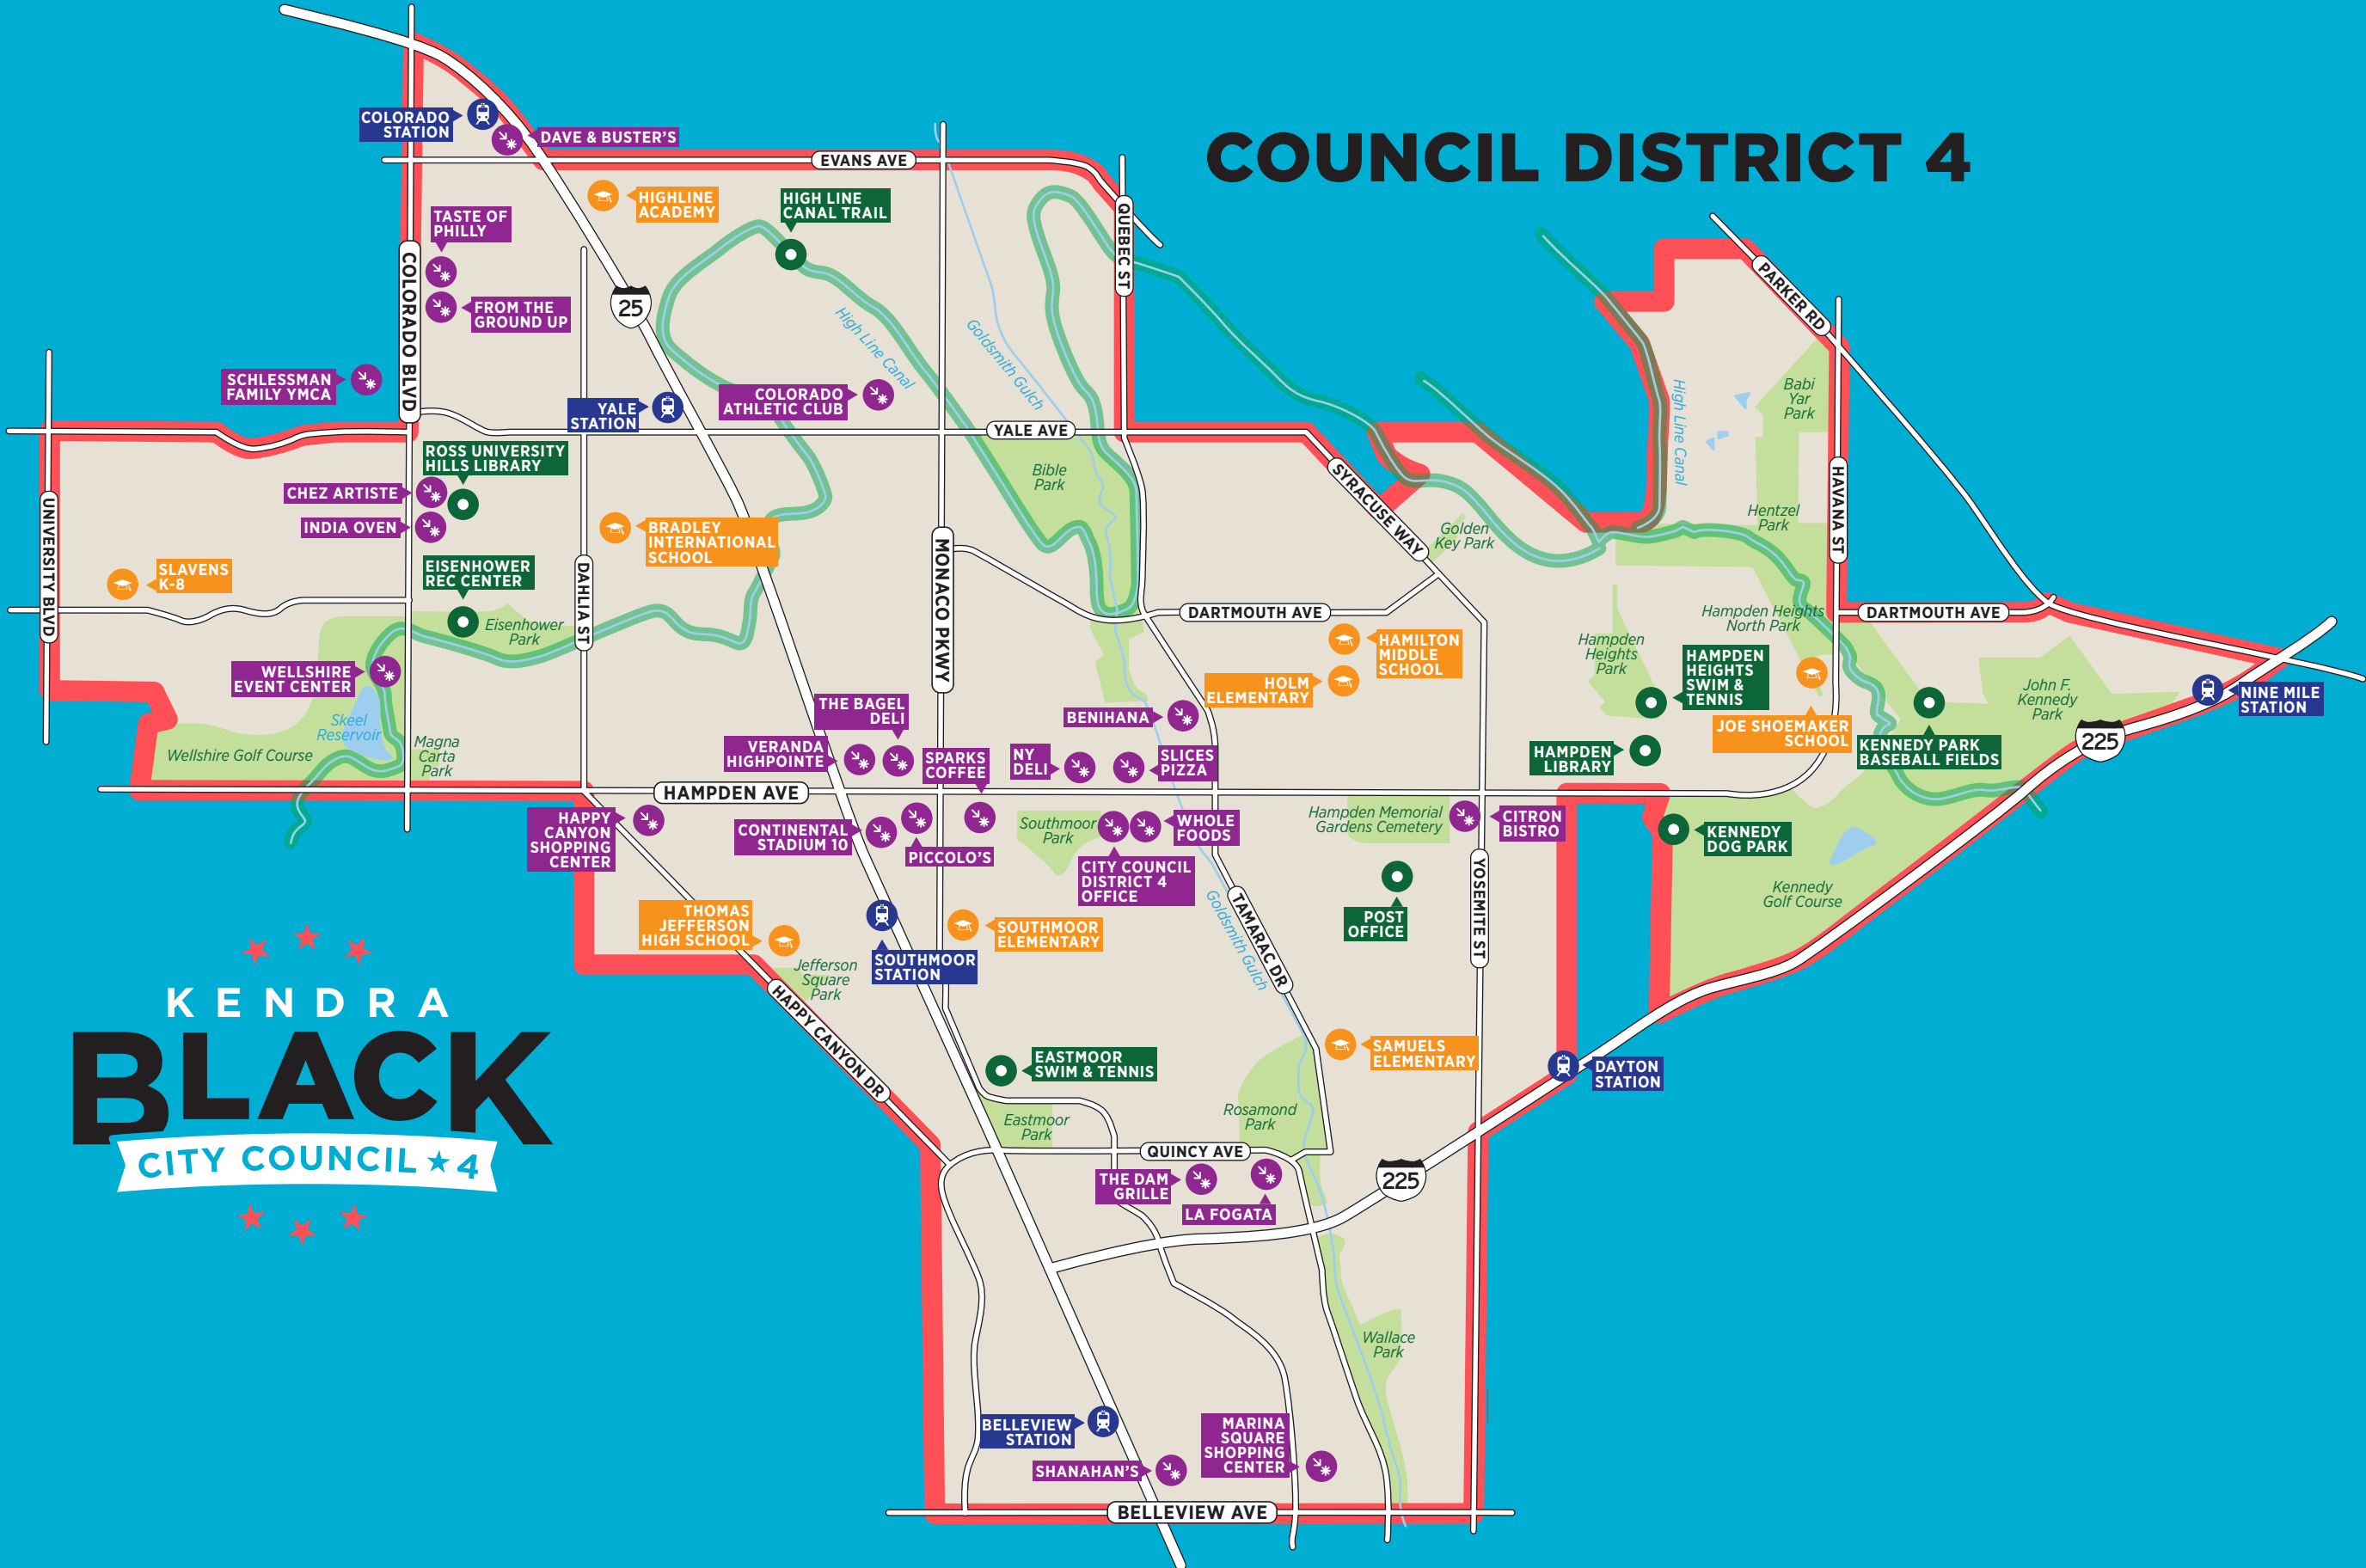 COUNCIL DISTRICT 4
COLORADO
STATION
DAVE & BUSTER'S
EVANS AVE
HIGHLINE
ACADEMY
HIGH LINE
CANAL TRAIL
TASTE OF
PHILLY
QUEBEC ST
COLORADO BLVD
25
FROM THE
GROUND UP
High Line Canal
Goldsmith Gulch
PARKER RD
SCHLESSMAN
FAMILY YMCA
YALE
STATION
COLORADO
ATHLETIC CLUB
YALE AVE
High Line Canal
Babi
Yar
Park
ROSS UNIVERSITY
HILLS LIBRARY
Bible
Park
SYRACUSE WAY
HAVANA ST
CHEZ ARTISTE
INDIA OVEN
UNIVERSITY BLVD
BRADLEY
INTERNATIONAL
SCHOOL
Golden
Key Park
Hentzel
Park
SLAVENS
K-8
EISENHOWER
REC CENTER
DAHLIA ST
MONACO PKWY
Eisenhower
Park
DARTMOUTH AVE
Hampden Heights
North Park
DARTMOUTH AVE
HAMILTON
MIDDLE
SCHOOL
Hampden
Heights
Park
HAMPDEN
HEIGHTS
SWIM &
TENNIS
WELLSHIRE
EVENT CENTER
HOLM
ELEMENTARY
John F.
Kennedy
Park
NINE MILE
STATION
THE BAGEL
DELI
BENIHANA
JOE SHOEMAKER
SCHOOL
Skeel
Reservoir
Wellshire Golf Course
Magna
Carta
Park
VERANDA
HIGHPOINTE
SPARKS
COFFEE
NY
DELI
SLICES
PIZZA
HAMPDEN
LIBRARY
KENNEDY PARK
BASEBALL FIELDS
225
HAMPDEN AVE
HAPPY
CANYON
SHOPPING
CENTER
CONTINENTAL
STADIUM 10
PICCOLO'S
Southmoor
Park
WHOLE
FOODS
Hampden Memorial
Gardens Cemetery
CITRON
BISTRO
KENNEDY
DOG PARK
CITY COUNCIL
DISTRICT 4
OFFICE
YOSEMITE ST
Kennedy
Golf Course
THOMAS
JEFFERSON
HIGH SCHOOL
SOUTHMOOR
ELEMENTARY
Goldsmith Gulch
TAMARAC DR
POST
OFFICE
SOUTHMOOR
STATION
Jefferson
Square
Park
HAPPY CANYON DR
KENDRA
BLACK
CITY COUNCIL 4
EASTMOOR
SWIM & TENNIS
SAMUELS
ELEMENTARY
DAYTON
STATION
Eastmoor
Park
Rosamond
Park
QUINCY AVE
THE DAM
GRILLE
LA FOGATA
225
Wallace
Park
BELLEVIEW
STATION
MARINA
SQUARE
SHOPPING
CENTER
SHANAHAN'S
BELLEVIEW AVE